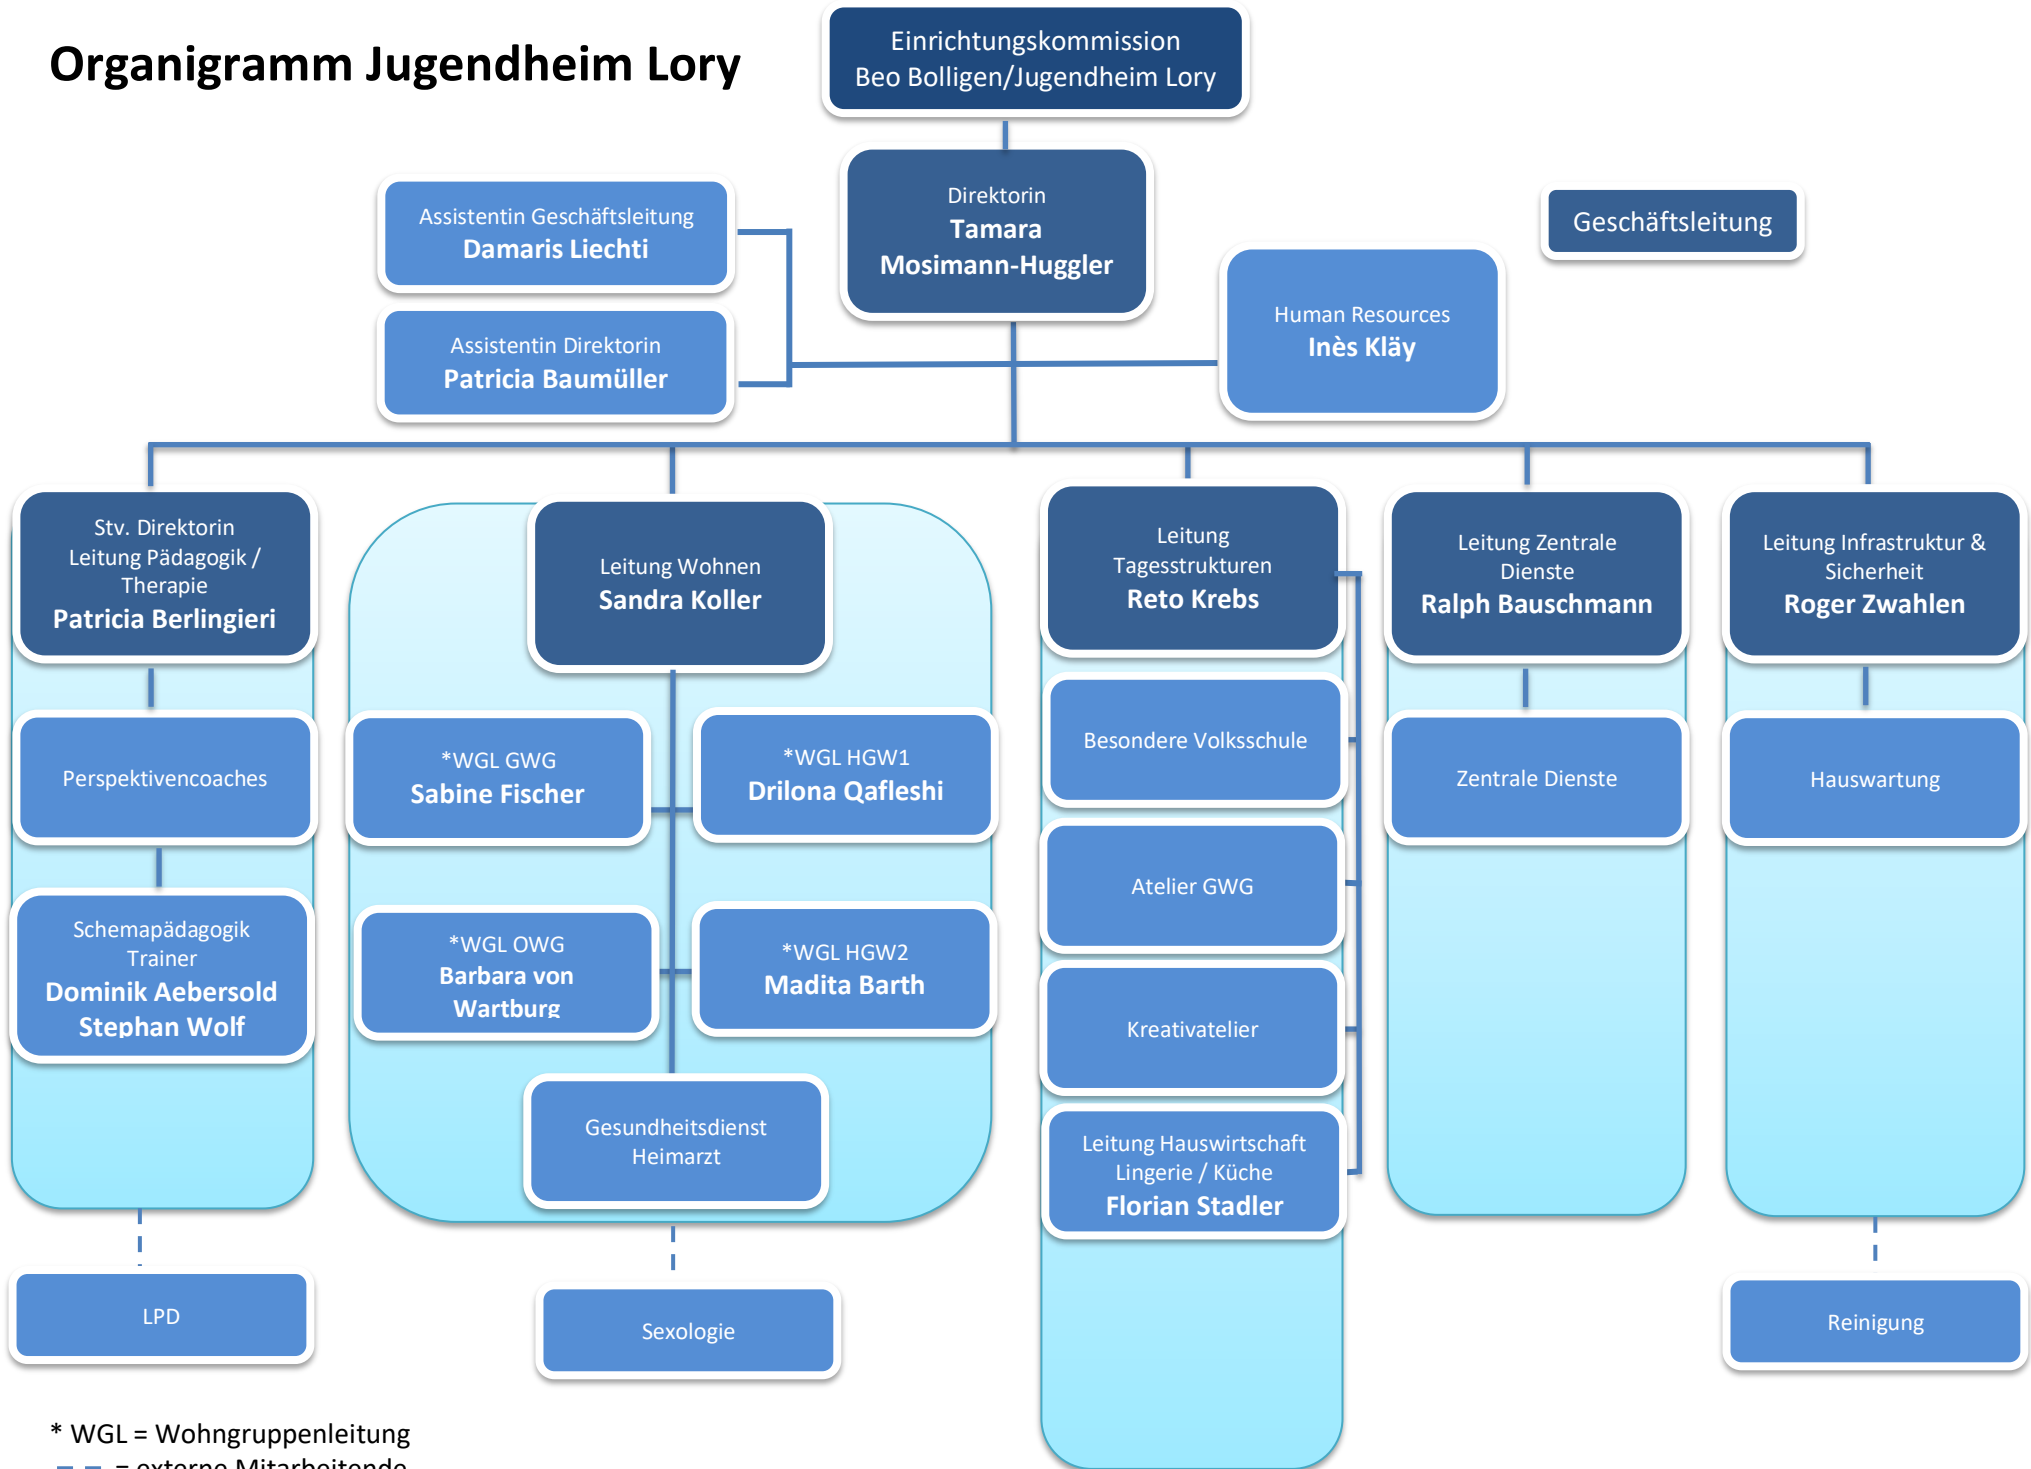 Organigramm Jugendheim Lory
Einrichtungskommission
Beo Bolligen/Jugendheim Lory
Direktorin
Tamara
Mosimann-Huggler
Assistentin Geschäftsleitung
Damaris Liechti
Geschäftsleitung
Assistentin Direktorin
Patricia Baumüller
Human Resources
Inès Kläy
Stv. Direktorin
Leitung Pädagogik /
Therapie
Patricia Berlingieri
Leitung Wohnen
Sandra Koller
Leitung
Tagesstrukturen
Reto Krebs
Leitung Zentrale
Dienste
Ralph Bauschmann
Leitung Infrastruktur &
Sicherheit
Roger Zwahlen
Perspektivencoaches
*WGL GWG
Sabine Fischer
*WGL HGW1
Drilona Qafleshi
Besondere Volksschule
Zentrale Dienste
Hauswartung
Schemapädagogik
Trainer
Dominik Aebersold
Stephan Wolf
*WGL OWG
Barbara von
Wartburg
*WGL HGW2
Madita Barth
Atelier GWG
Kreativatelier
Gesundheitsdienst
Heimarzt
Leitung Hauswirtschaft
Lingerie / Küche
Florian Stadler
LPD
Sexologie
Reinigung
* WGL = Wohngruppenleitung
= externe Mitarbeitende